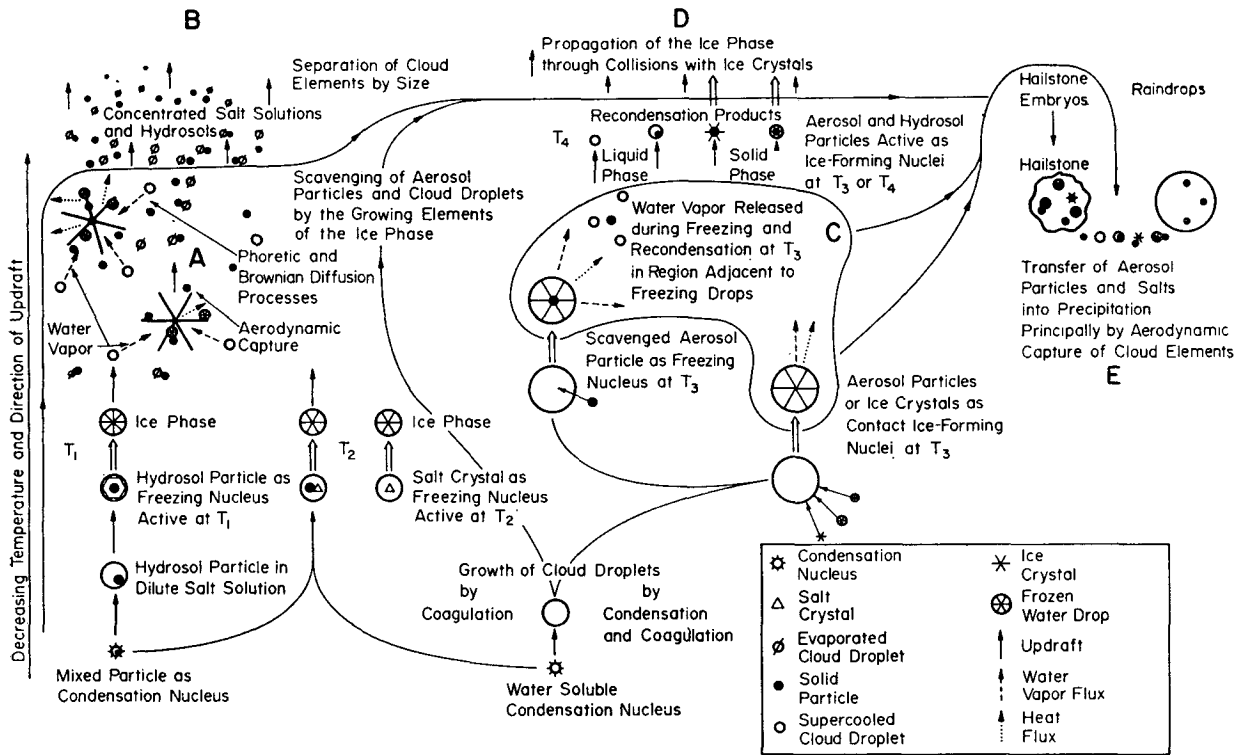 B
D
Separation of Cloud
Elements by Size
Propagation of the Ice Phase
through Collisions with Ice Crystals
Concentrated Salt Solutions
and Hydrosols
Recondensation Products
T4
Liquid
Phase
Solid
Phase
Aerosol and Hydrosol
Particles Active as
Ice-Forming Nuclei
at T3 or T4
Hailstone
Embryos
Raindrops
Hailstone
Scavenging of Aerosol
Particles and Cloud Droplets
by the Growing Elements
of the Ice Phase
Water Vapor Released
during Freezing and
Recondensation at T3
in Region Adjacent to
Freezing Drops
C
A
Phoretic and
Brownian Diffusion
Processes
Water
Vapor
Aerodynamic
Capture
Transfer of Aerosol
Particles and Salts
into Precipitation
Principally by Aerodynamic
Capture of Cloud Elements
E
Scavenged Aerosol
Particle as Freezing
Nucleus at T3
Aerosol Particles
or Ice Crystals as
Contact Ice-Forming
Nuclei at T3
Decreasing Temperature and Direction of Updraft
Ice Phase
T1
T2
Ice Phase
Hydrosol Particle as
Freezing Nucleus
Active at T1
Salt Crystal as
Freezing Nucleus
Active at T2
Hydrosol Particle in
Dilute Salt Solution
Growth of Cloud Droplets
by
Coagulation
by
Condensation
and Coagulation
Mixed Particle as
Condensation Nucleus
Water Soluble
Condensation Nucleus
Condensation
Nucleus
Salt
Crystal
Evaporated
Cloud Droplet
Solid
Particle
Supercooled
Cloud Droplet
Ice
Crystal
Frozen
Water Drop
Updraft
Water
Vapor Flux
Heat
Flux